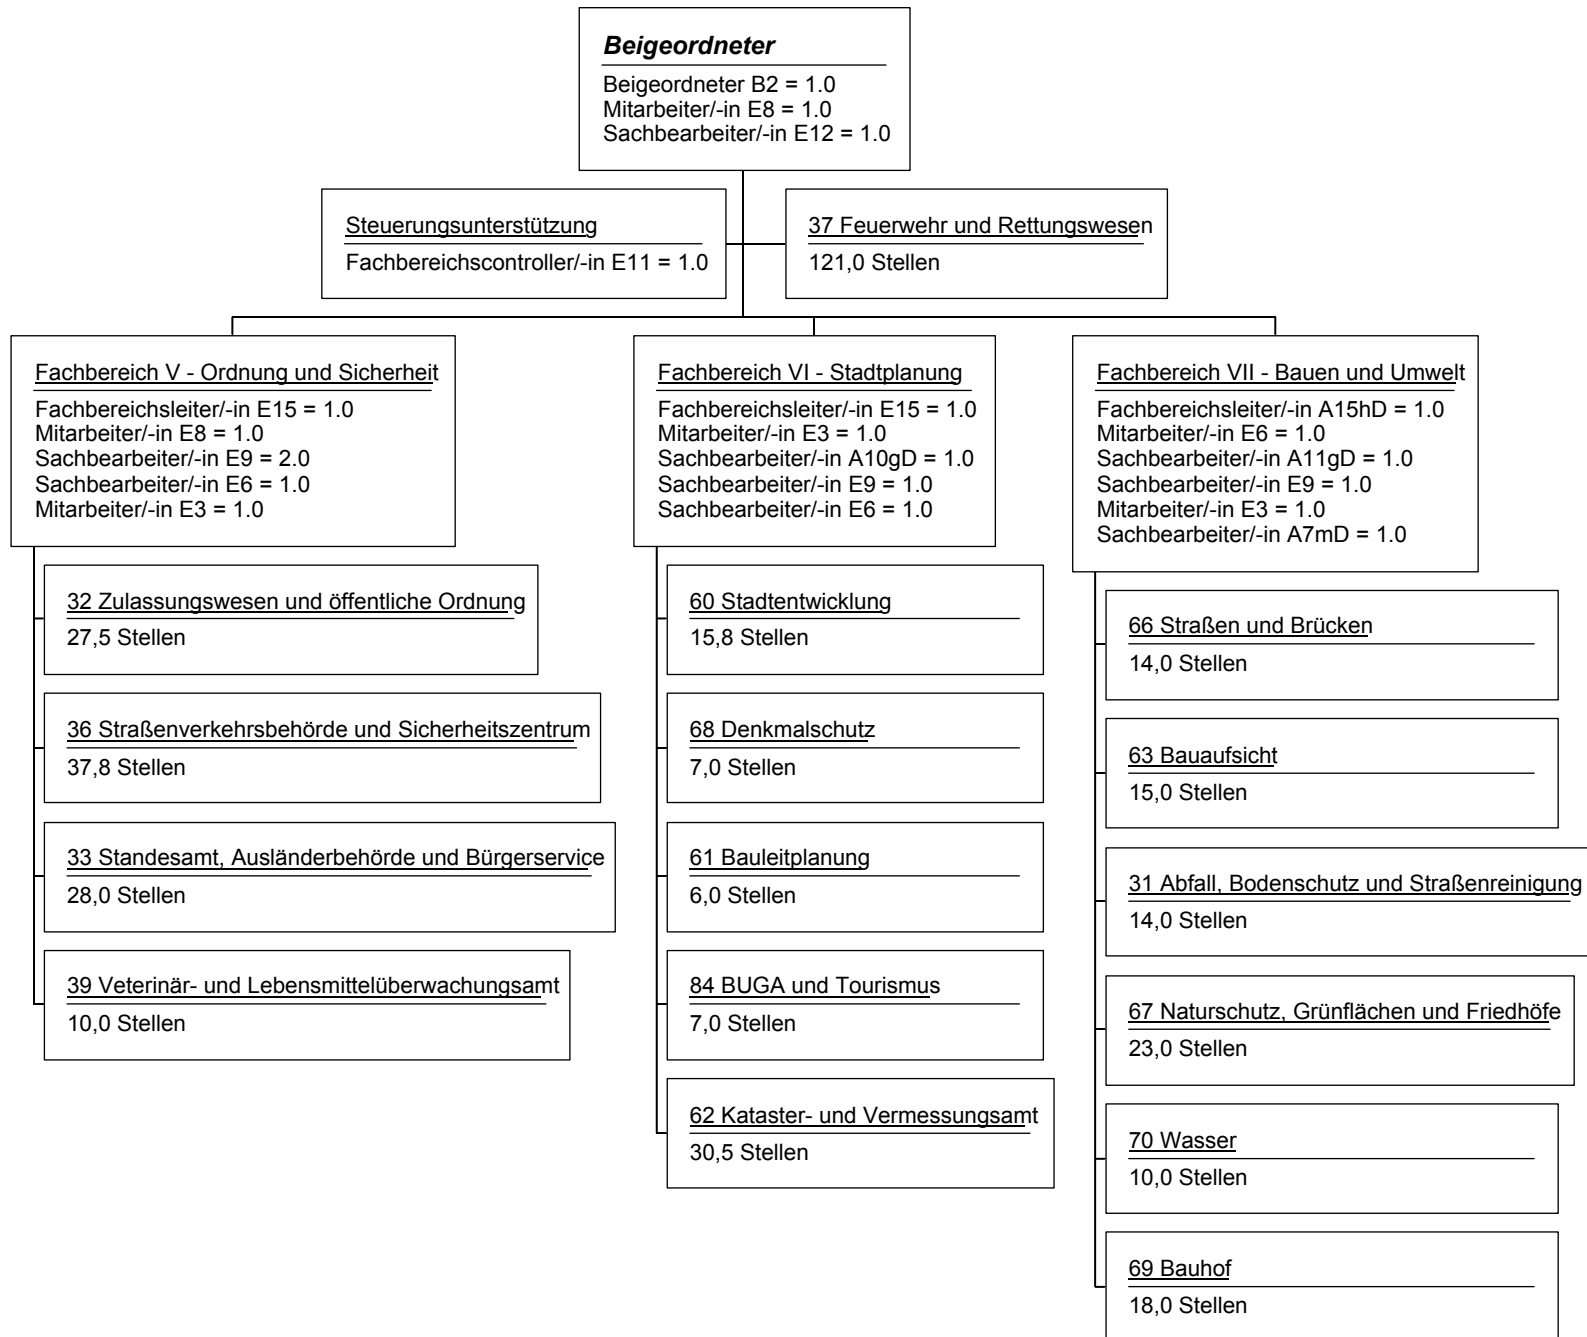 Beigeordneter
Beigeordneter B2 = 1.0
Mitarbeiter/-in E8 = 1.0
Sachbearbeiter/-in E12 = 1.0
Steuerungsunterstützung
Fachbereichscontroller/-in E11 = 1.0
37 Feuerwehr und Rettungswesen
121,0 Stellen
Fachbereich V - Ordnung und Sicherheit
Fachbereichsleiter/-in E15 = 1.0
Mitarbeiter/-in E8 = 1.0
Sachbearbeiter/-in E9 = 2.0
Sachbearbeiter/-in E6 = 1.0
Mitarbeiter/-in E3 = 1.0
32 Zulassungswesen und öffentliche Ordnung
27,5 Stellen
36 Straßenverkehrsbehörde und Sicherheitszentrum
37,8 Stellen
33 Standesamt, Ausländerbehörde und Bürgerservice
28,0 Stellen
39 Veterinär- und Lebensmittelüberwachungsamt
10,0 Stellen
Fachbereich VI - Stadtplanung
Fachbereichsleiter/-in E15 = 1.0
Mitarbeiter/-in E3 = 1.0
Sachbearbeiter/-in A10gD = 1.0
Sachbearbeiter/-in E9 = 1.0
Sachbearbeiter/-in E6 = 1.0
60 Stadtentwicklung
15,8 Stellen
68 Denkmalschutz
7,0 Stellen
61 Bauleitplanung
6,0 Stellen
84 BUGA und Tourismus
7,0 Stellen
62 Kataster- und Vermessungsamt
30,5 Stellen
Fachbereich VII - Bauen und Umwelt
Fachbereichsleiter/-in A15hD = 1.0
Mitarbeiter/-in E6 = 1.0
Sachbearbeiter/-in A11gD = 1.0
Sachbearbeiter/-in E9 = 1.0
Mitarbeiter/-in E3 = 1.0
Sachbearbeiter/-in A7mD = 1.0
66 Straßen und Brücken
14,0 Stellen
63 Bauaufsicht
15,0 Stellen
31 Abfall, Bodenschutz und Straßenreinigung
14,0 Stellen
67 Naturschutz, Grünflächen und Friedhöfe
23,0 Stellen
70 Wasser
10,0 Stellen
69 Bauhof
18,0 Stellen